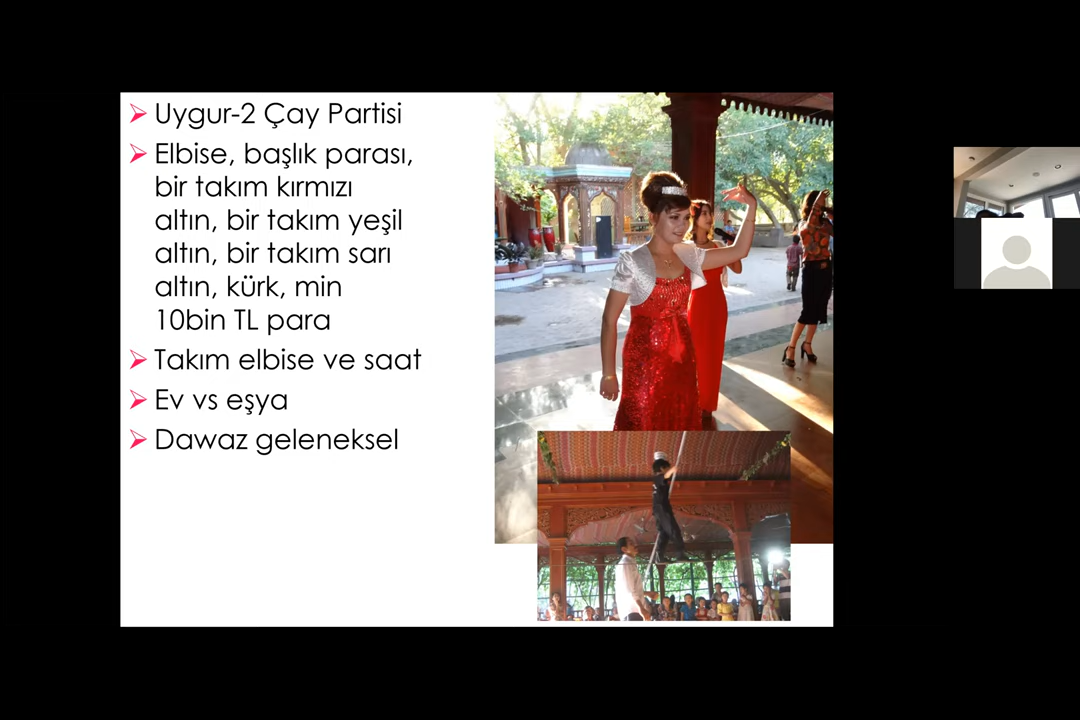 Uygur-2 Çay Partisi
Elbise, başlık parası,
bir takım kırmızı
altın, bir takım yeşil
altın, bir takım sarı
altın, kürk, min
10bin TL para
Takım elbise ve saat
Ev vs eşya
Dawaz geleneksel